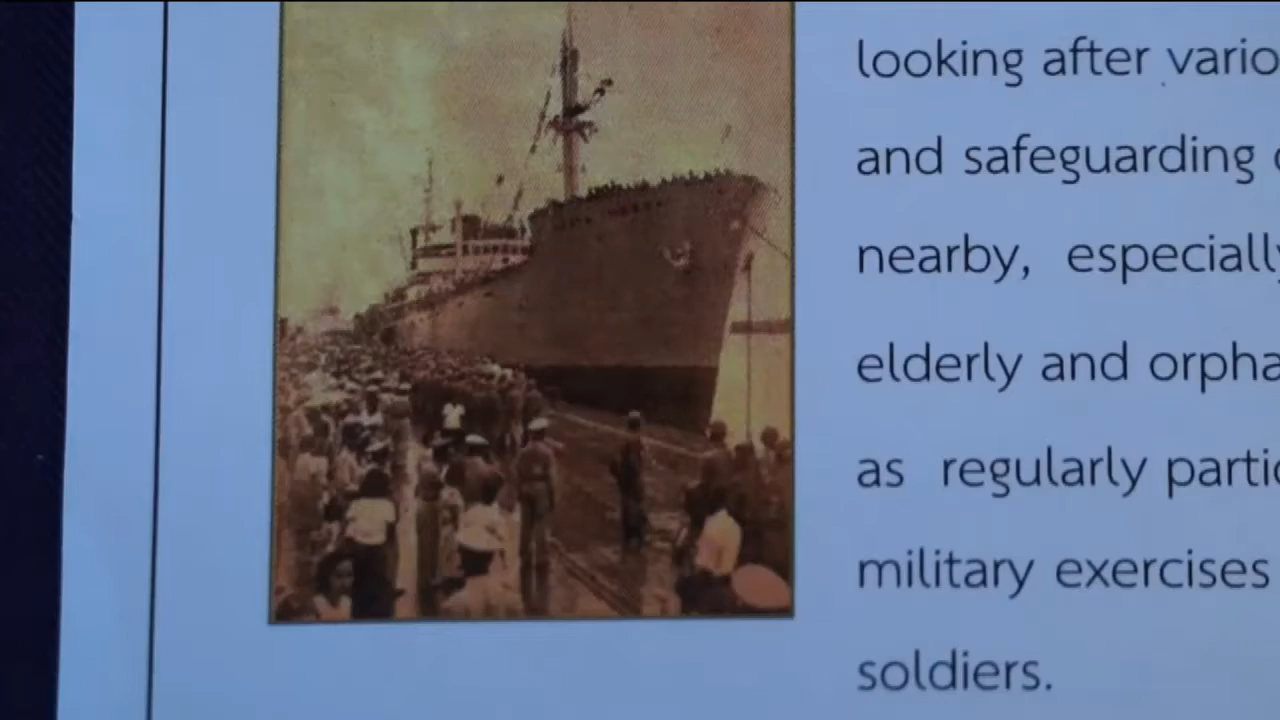 looking after vario
and safeguarding
nearby, especially
elderly and orpha
as regularly partic
military exercises
soldiers.